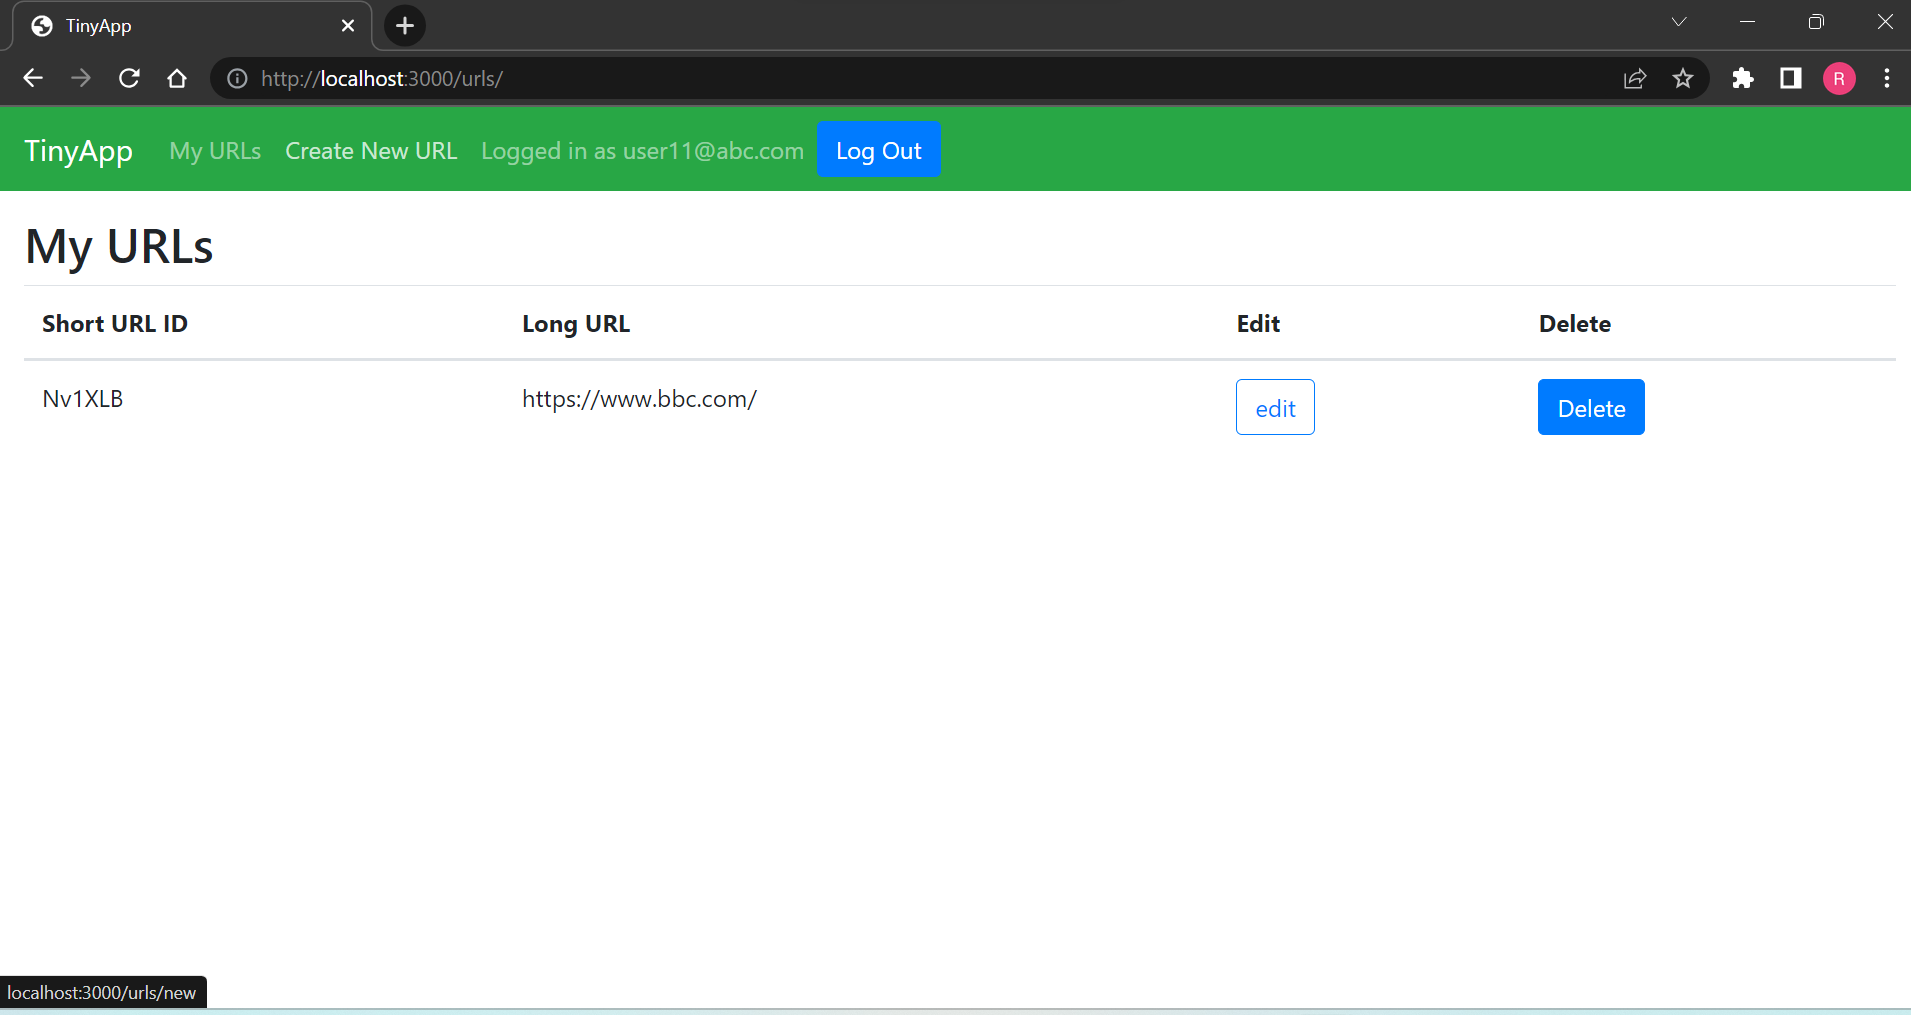 TinyApp
http://localhost:3000/urls/
R
TinyApp My URLs Create New URL Logged in as user11@abc.com Log Out
My URLs
Short URL ID Long URL Edit Delete
Nv1XLB https://www.bbc.com/ edit Delete
localhost:3000/urls/new